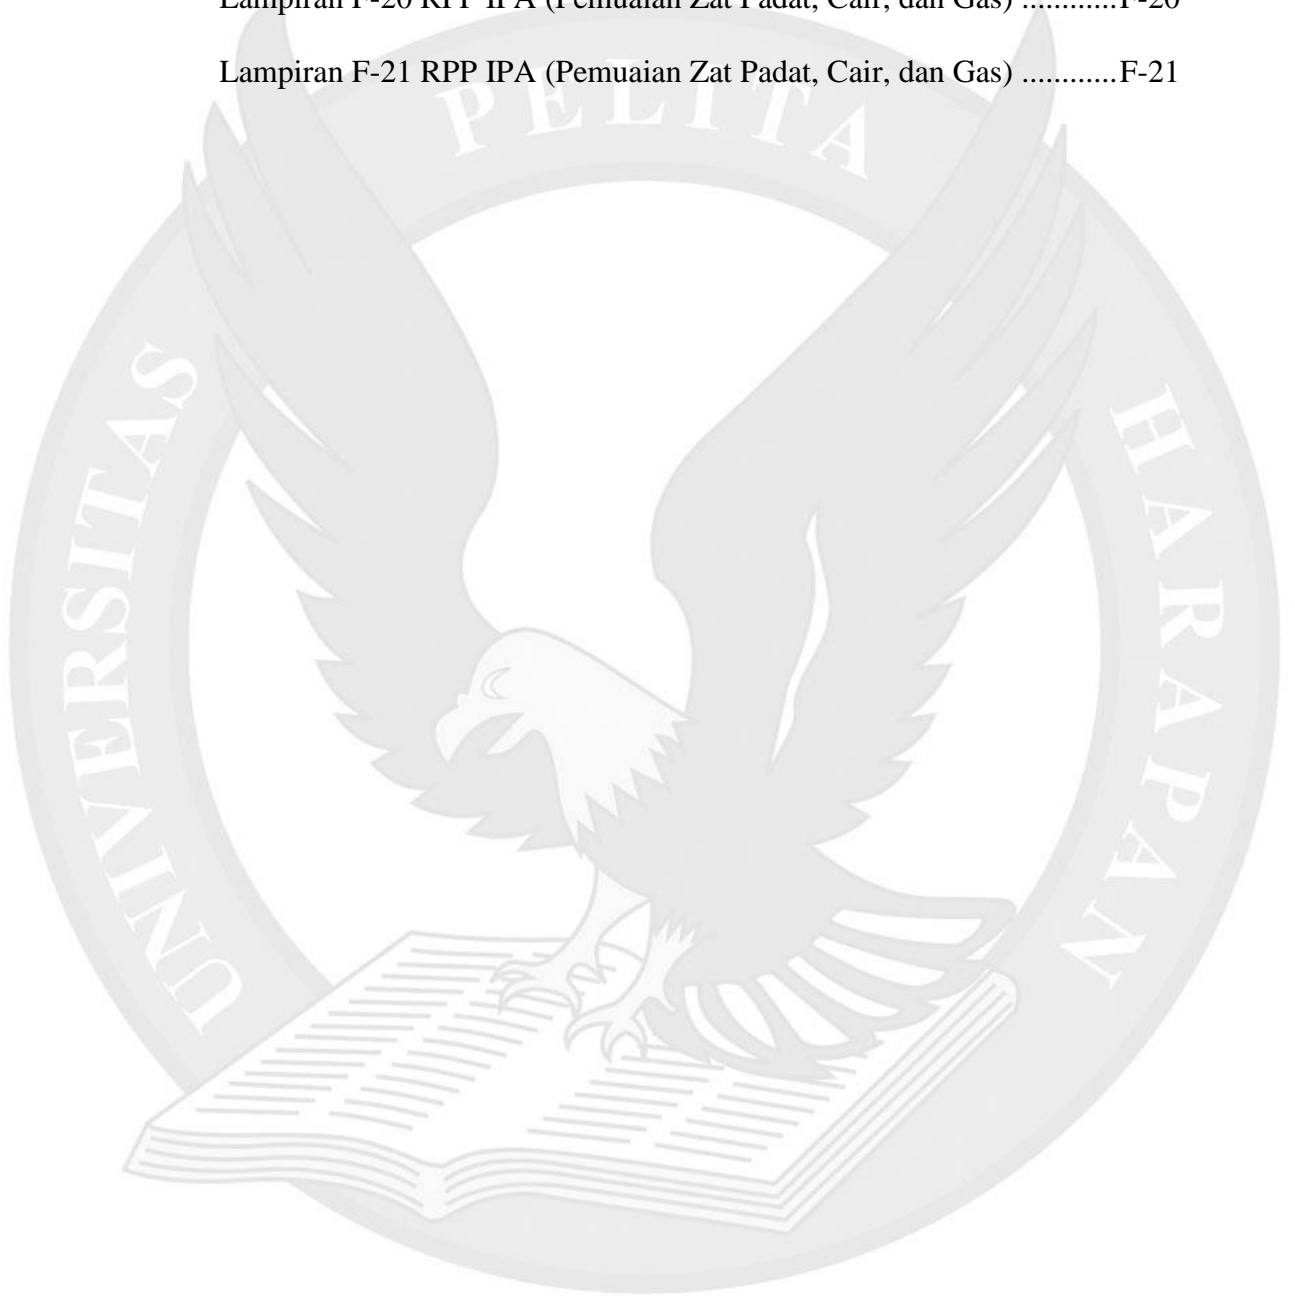 Lampiran F-20 RPP IPA (Pemuaian Zat Padat, Cair, dan Gas) ............F-20
Lampiran F-21 RPP IPA (Pemuaian Zat Padat, Cair, dan Gas) ............F-21
UNIVERSITAS PELITA HARAPAN